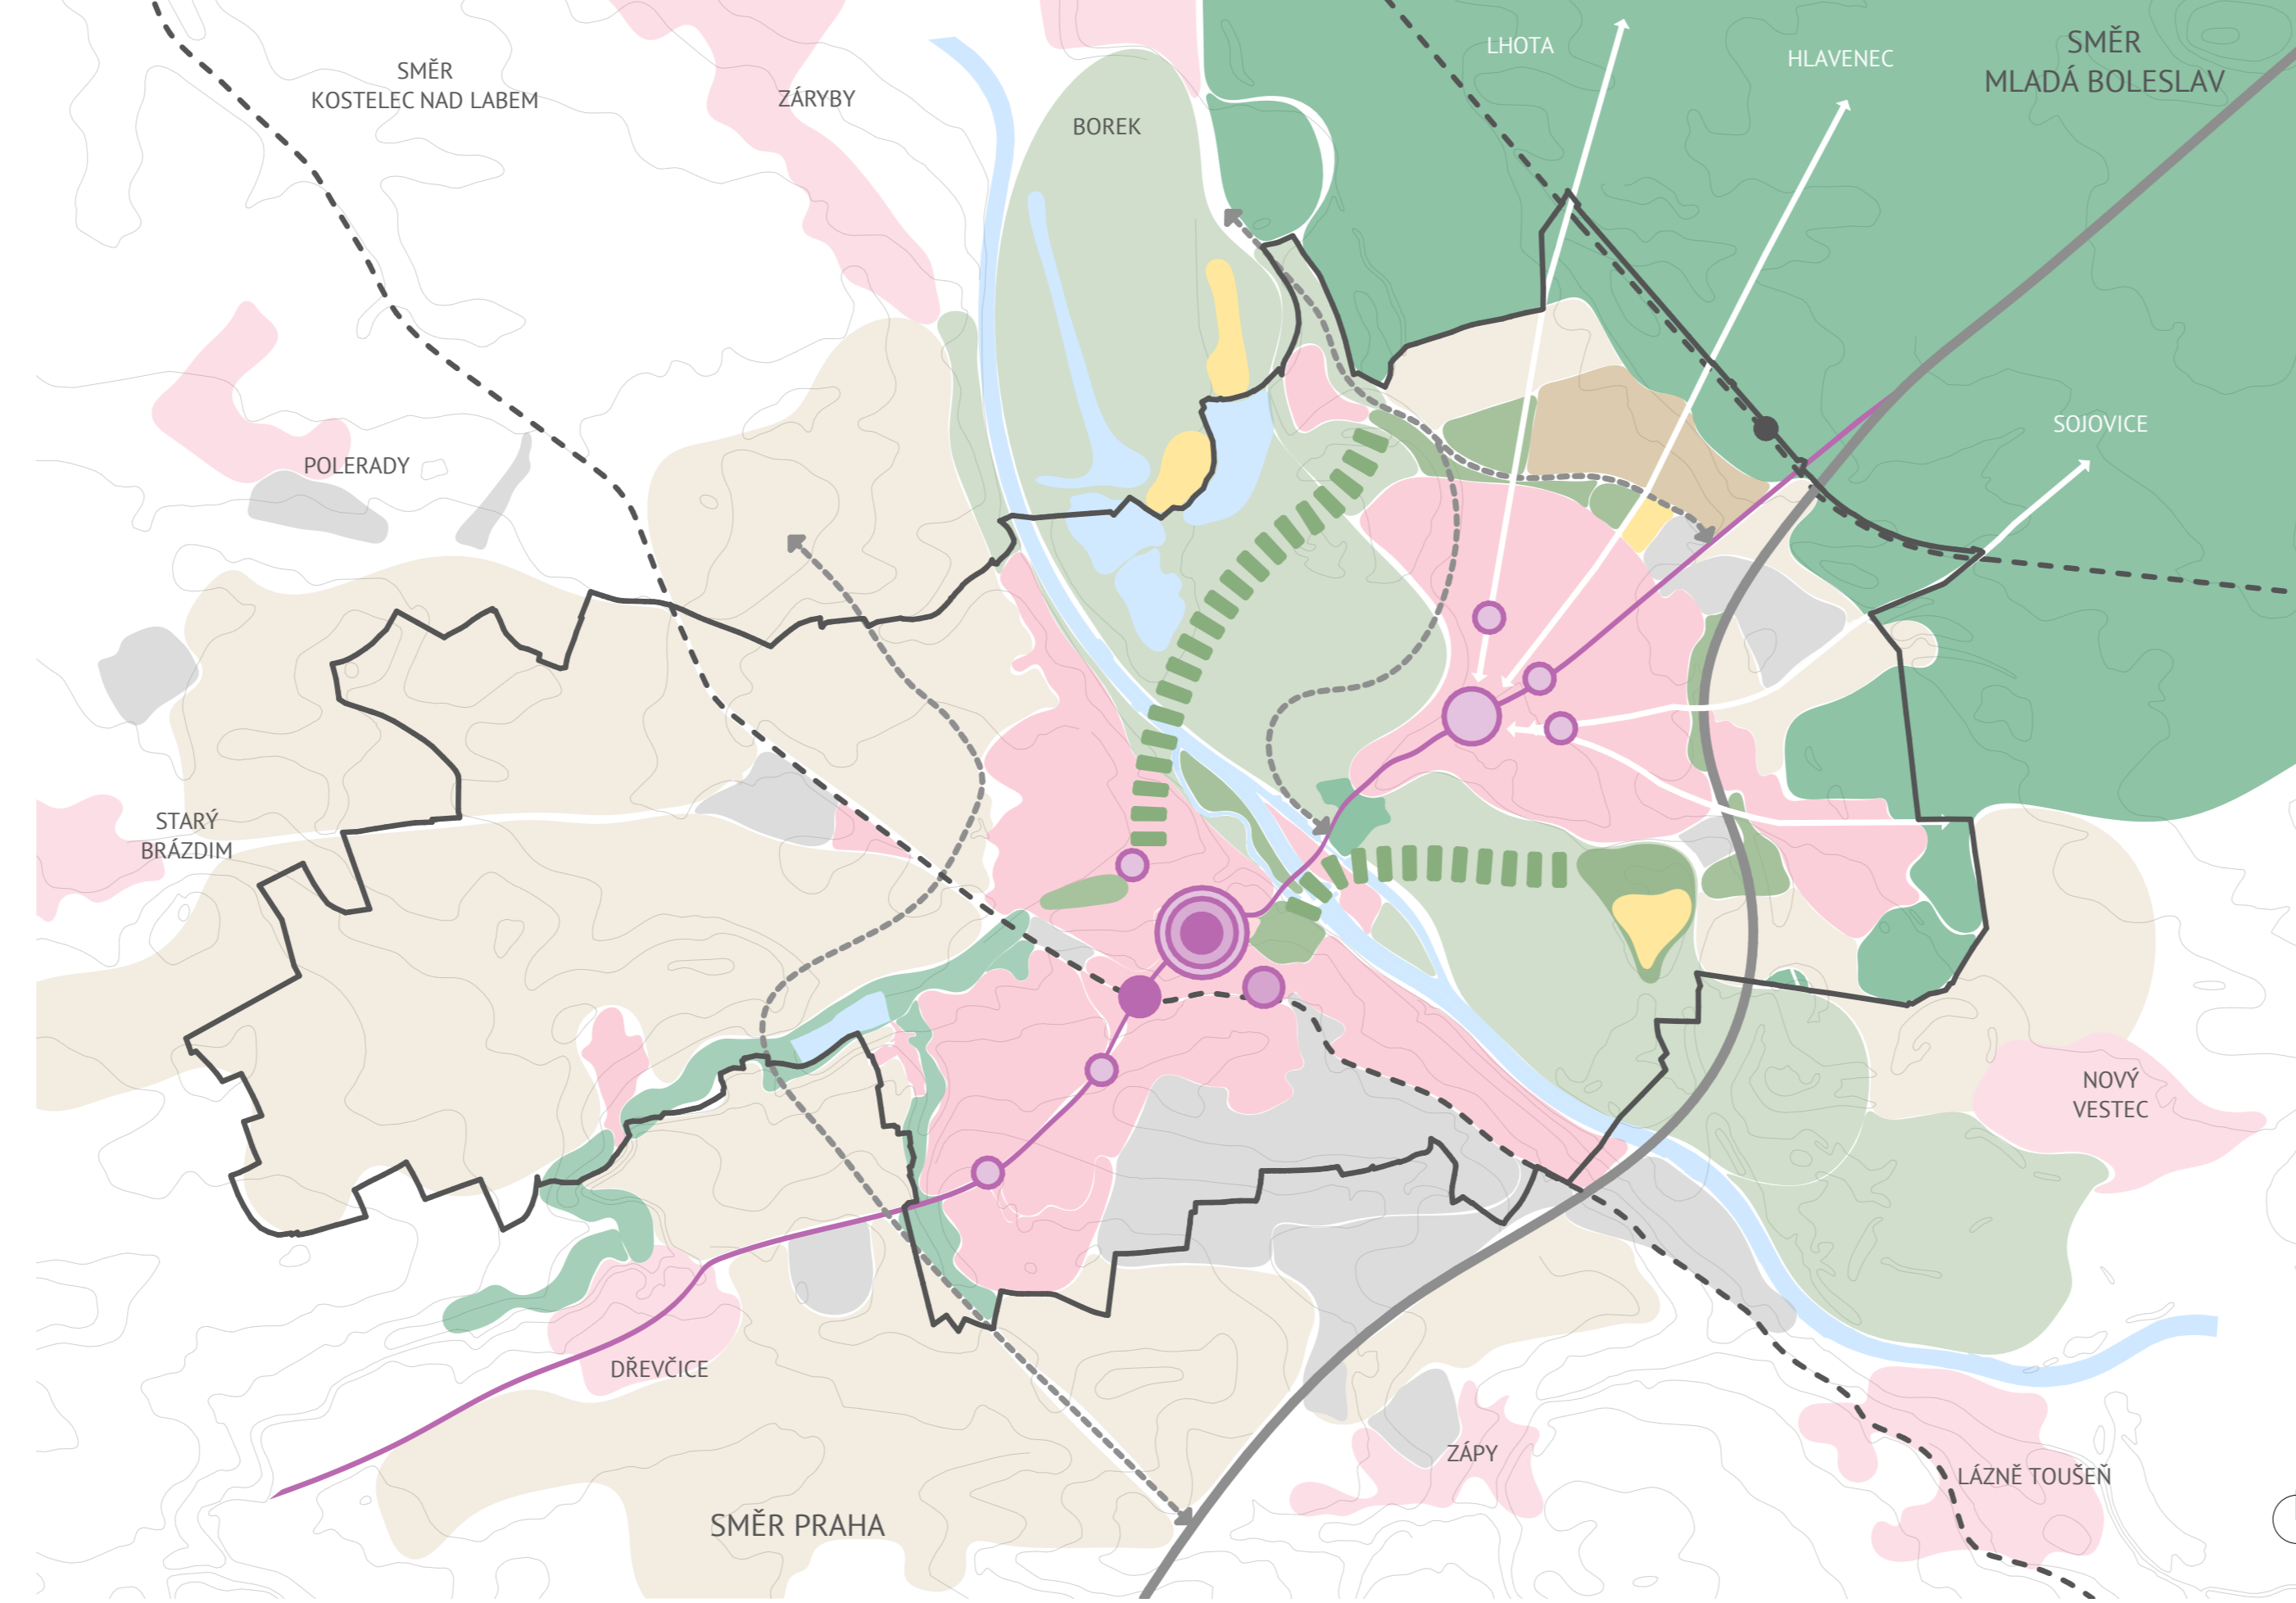 SMĚR
KOSTELEC NAD LABEM
ZÁRYBY
BOREK
LHOTA
HLAVENEC
SMĚR
MLADÁ BOLESLAV
SOJOVICE
POLERADY
STARÝ
BRÁZDIM
NOVÝ
VESTEC
DŘEVČICE
ZÁPY
LÁZNĚ TOUŠEŇ
SMĚR PRAHA